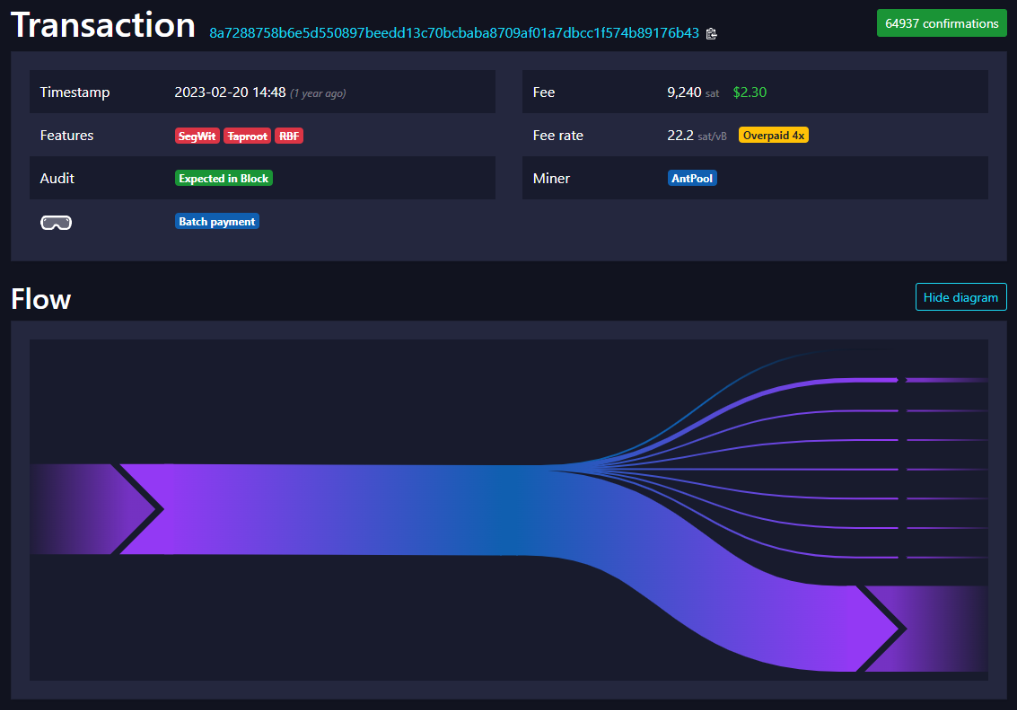 Transaction 8a7288758b6e5d550897beedd13c70bcbaba8709af01a7dbcc1f574b89176b43 64937 confirmations
Timestamp 2023-02-20 14:48 (1 year ago)
Fee 9,240 sat $2.30
Features SegWit Taproot RBF
Fee rate 22.2 sat/vB Overpaid 4x
Audit Expected in Block
Miner AntPool
Batch payment
Flow Hide diagram